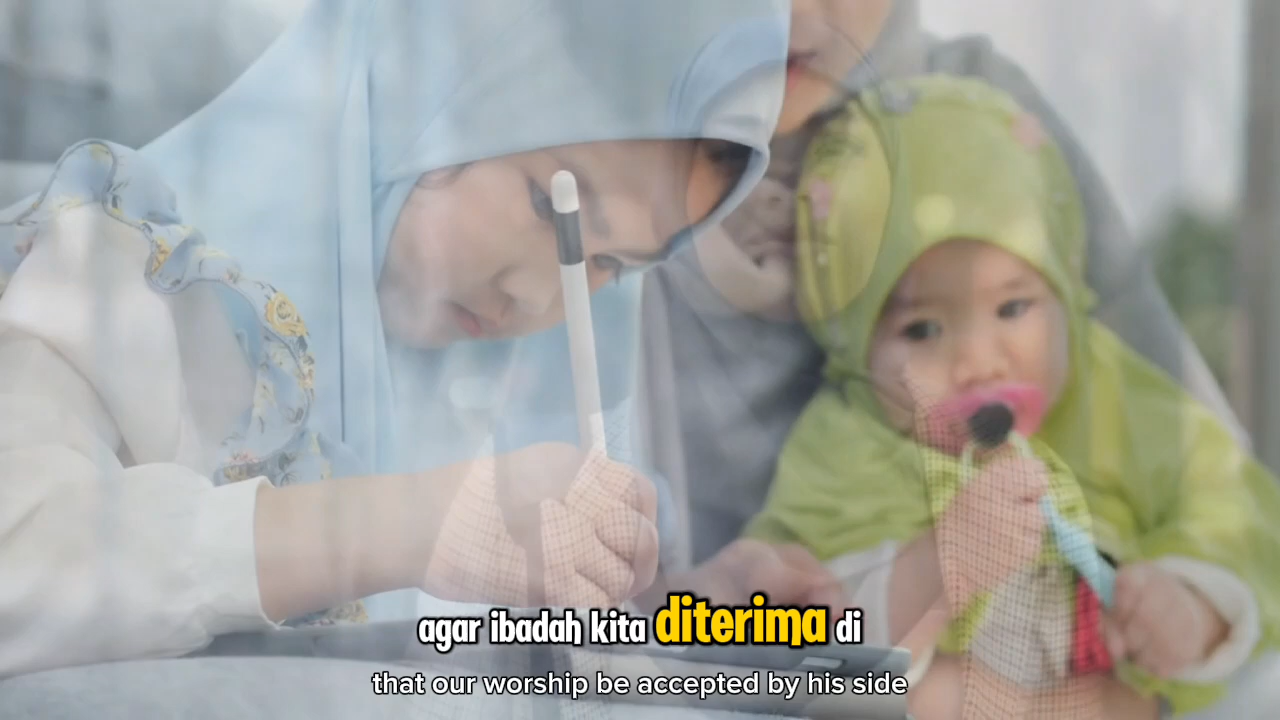 agar ibadah kita diterima di
that our worship be accepted by his side